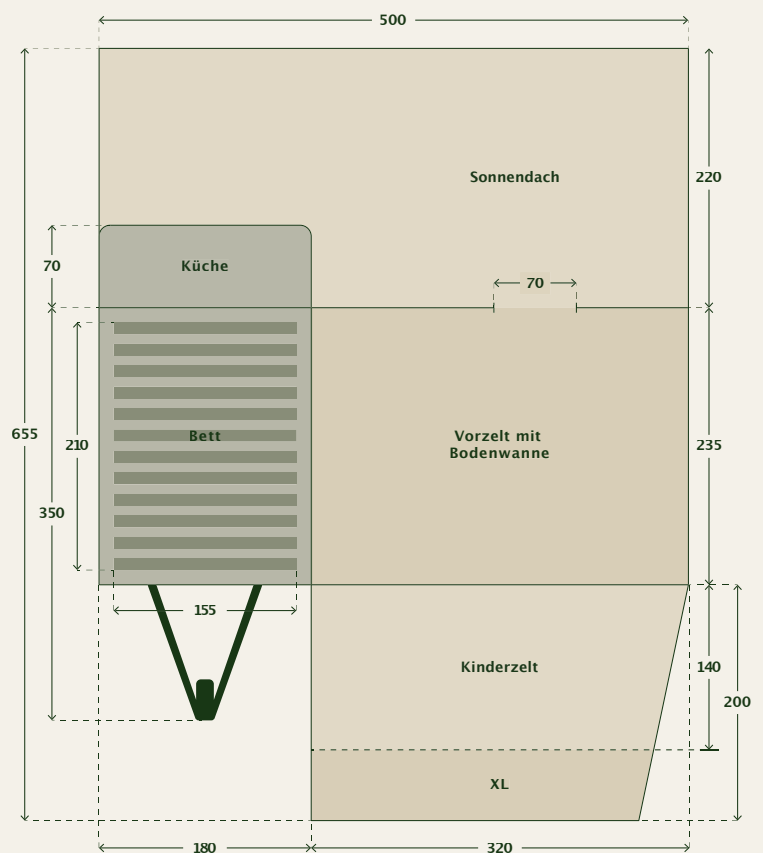 500
Sonnendach
220
Küche
70
70
655
210
350
Bett
Vorzelt mit
Bodenwanne
235
155
Kinderzelt
140
200
XL
180
320